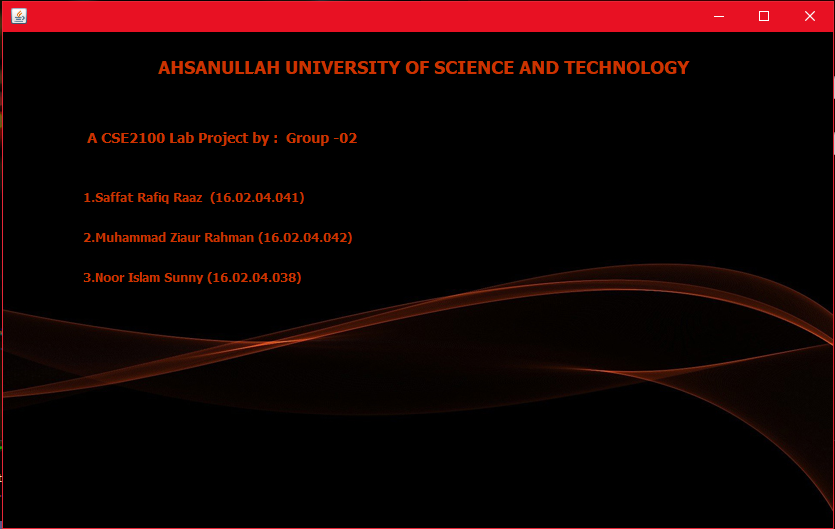 AHSANULLAH UNIVERSITY OF SCIENCE AND TECHNOLOGY
A CSE2100 Lab Project by :  Group -02
1.Saffat Rafiq Raaz  (16.02.04.041)
2.Muhammad Ziaur Rahman (16.02.04.042)
3.Noor Islam Sunny (16.02.04.038)